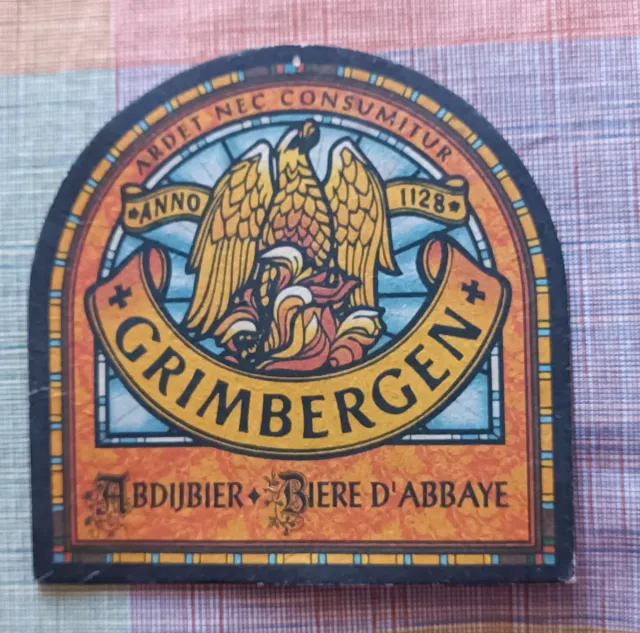 ARDET NEC CONSUMITUR
*ANNO 1128*
+GRIMBERGEN+
ABDIJBIER ♦ BIERE D'ABBAYE